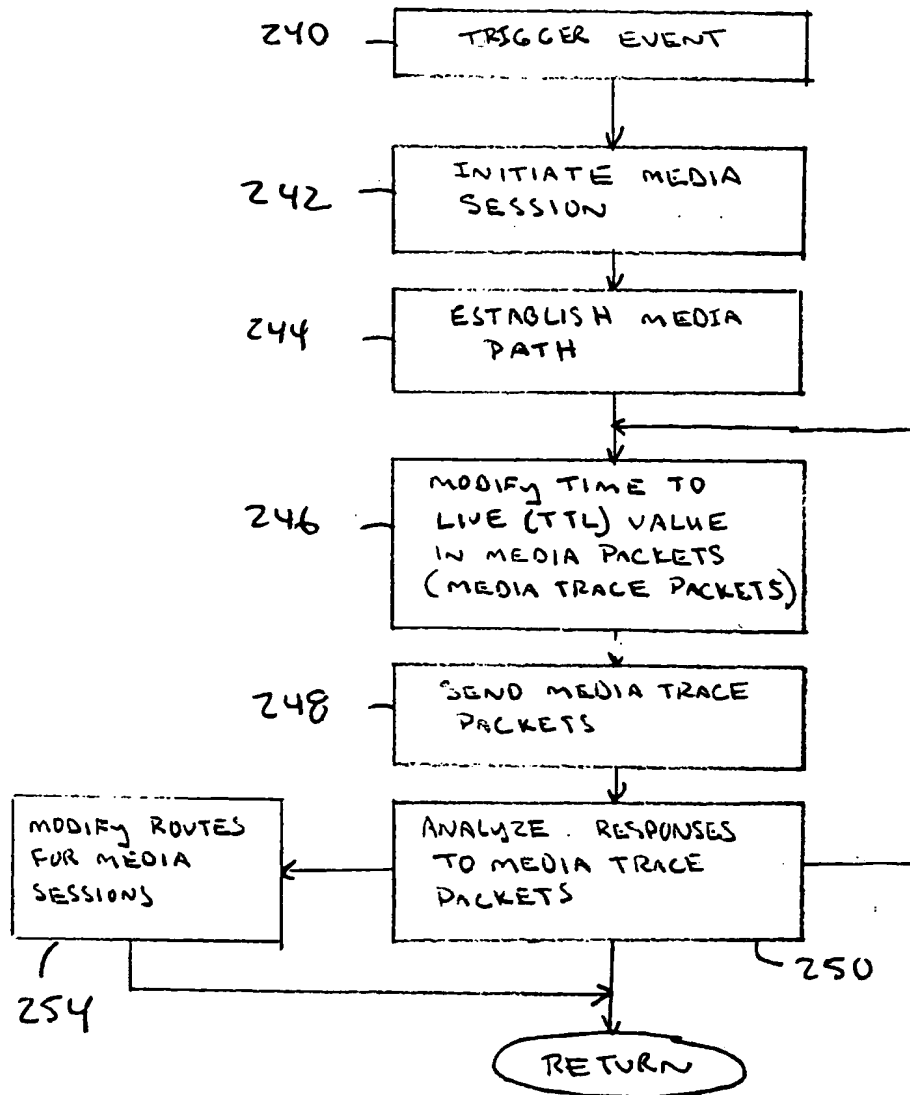 240
TRIGGER EVENT
242
INITIATE MEDIA
SESSION
244
ESTABLISH MEDIA
PATH
246
MODIFY TIME TO
LIVE (TTL) VALUE
IN MEDIA PACKETS
(MEDIA TRACE PACKETS)
248
SEND MEDIA TRACE
PACKETS
MODIFY ROUTES
FOR MEDIA
SESSIONS
254
ANALYZE RESPONSES
TO MEDIA TRACE
PACKETS
250
RETURN